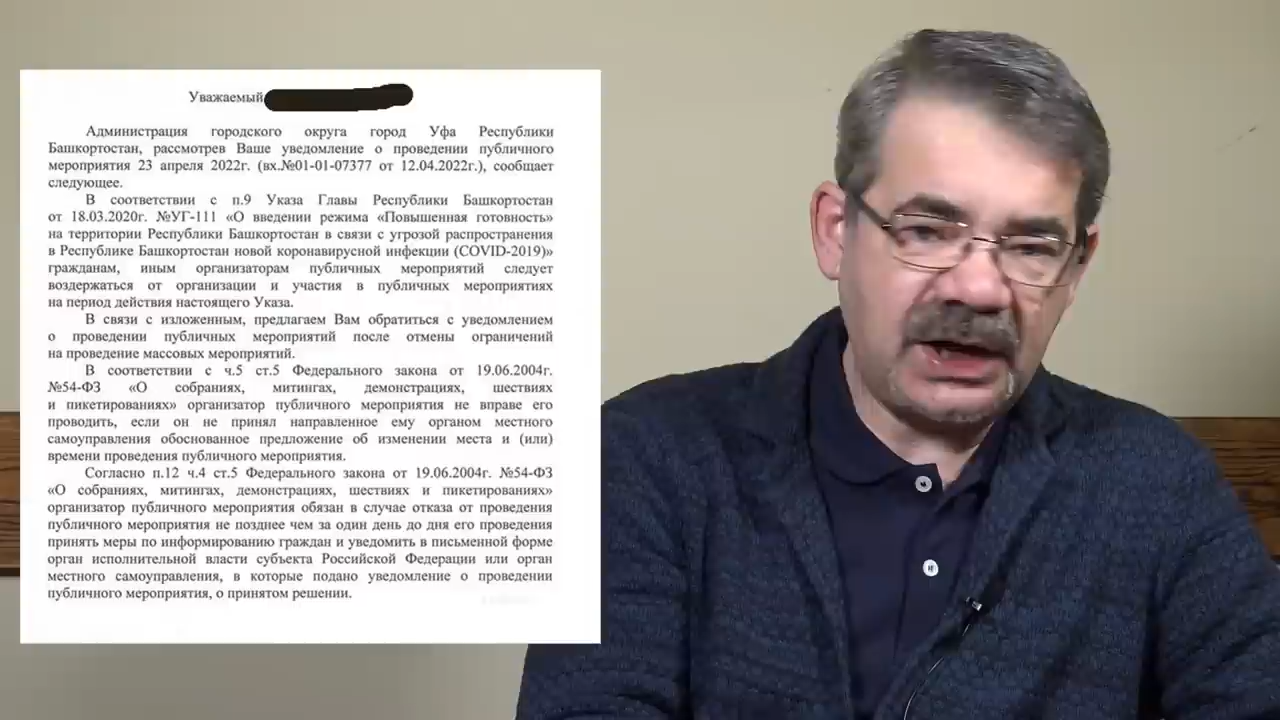 Уважаемый
Администрация городского округа город Уфа Республики
Башкортостан, рассмотрев Ваше уведомление о проведении публичного
мероприятия 23 апреля 2022г. (вх.№01-01-07377 от 12.04.2022г.), сообщает
следующее.
В соответствии с п.9 Указа Главы Республики Башкортостан
от 18.03.2020г. №УГ-111 «О введении режима «Повышенная готовность»
на территории Республики Башкортостан в связи с угрозой распространения
в Республике Башкортостан новой коронавирусной инфекции (COVID-2019)»
гражданам, иным организаторам публичных мероприятий следует
воздержаться от организации и участия в публичных мероприятиях
на период действия настоящего Указа.
В связи с изложенным, предлагаем Вам обратиться с уведомлением
о проведении публичных мероприятий после отмены ограничений
на проведение массовых мероприятий.
В соответствии с ч.5 ст.5 Федерального закона от 19.06.2004г.
№54-ФЗ «О собраниях, митингах, демонстрациях, шествиях
и пикетированиях» организатор публичного мероприятия не вправе его
проводить, если он не принял направленное ему органом местного
самоуправления обоснованное предложение об изменении места и (или)
времени проведения публичного мероприятия.
Согласно п.12 ч.4 ст.5 Федерального закона от 19.06.2004г. №54-ФЗ
«О собраниях, митингах, демонстрациях, шествиях и пикетированиях»
организатор публичного мероприятия обязан в случае отказа от проведения
публичного мероприятия не позднее чем за один день до дня его проведения
принять меры по информированию граждан и уведомить в письменной форме
орган исполнительной власти субъекта Российской Федерации или орган
местного самоуправления, в которые подано уведомление о проведении
публичного мероприятия, о принятом решении.